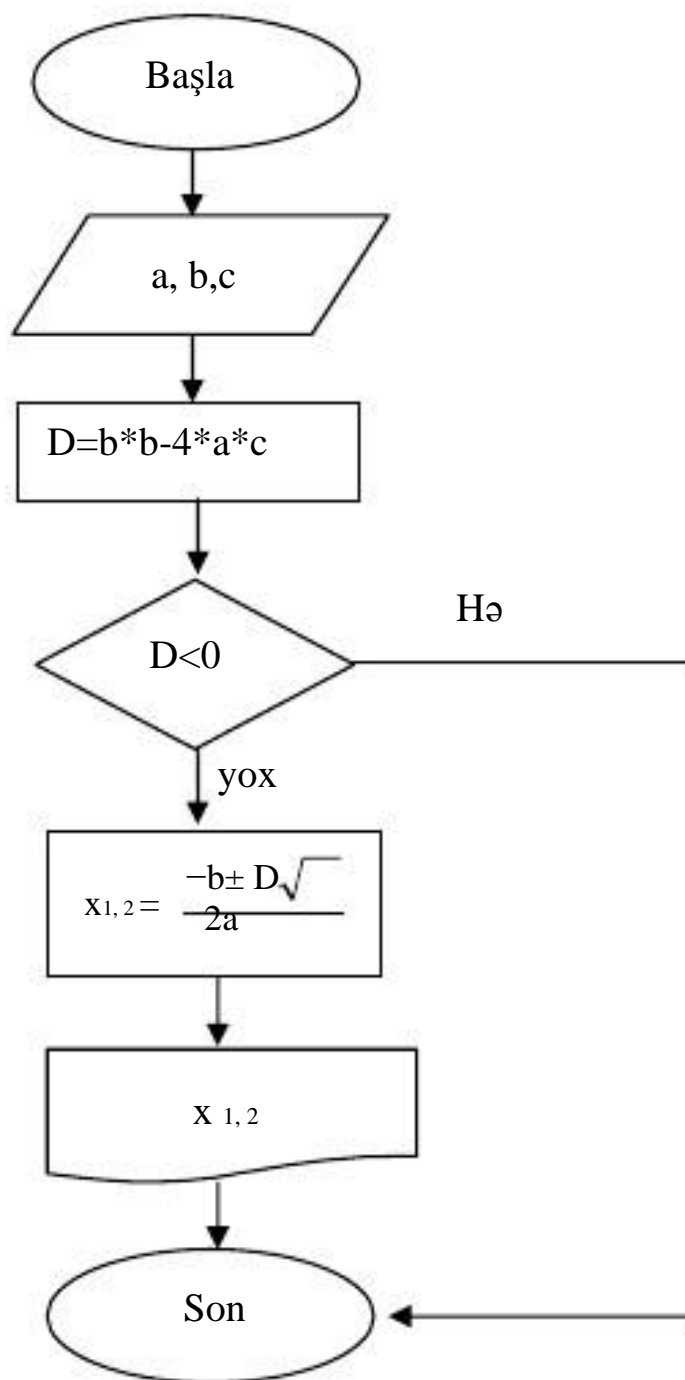 Başla
a, b,c
D=b*b-4*a*c
D<0
Hə
yox
−b± D√
x1, 2 =
2a
x 1, 2
Son